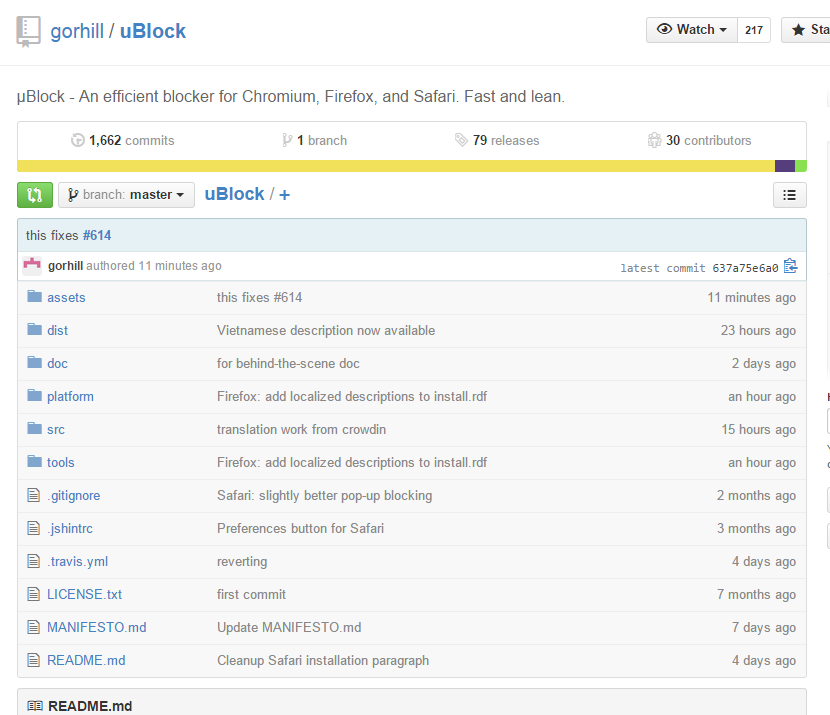 gorhill / uBlock
Watch 217 Sta
µBlock - An efficient blocker for Chromium, Firefox, and Safari. Fast and lean.
1,662 commits 1 branch 79 releases 30 contributors
branch: master uBlock / +
this fixes #614
gorhill authored 11 minutes ago latest commit 637a75e6a0
assets this fixes #614 11 minutes ago
dist Vietnamese description now available 23 hours ago
doc for behind-the-scene doc 2 days ago
platform Firefox: add localized descriptions to install.rdf an hour ago
src translation work from crowdin 15 hours ago
tools Firefox: add localized descriptions to install.rdf an hour ago
.gitignore Safari: slightly better pop-up blocking 2 months ago
.jshintrc Preferences button for Safari 3 months ago
.travis.yml reverting 4 days ago
LICENSE.txt first commit 7 months ago
MANIFESTO.md Update MANIFESTO.md 7 days ago
README.md Cleanup Safari installation paragraph 4 days ago
README.md